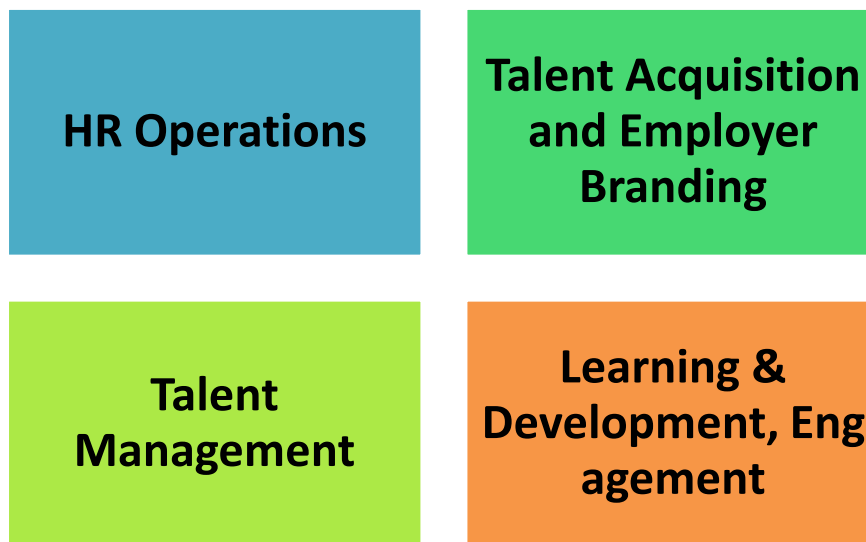 HR Operations
Talent Acquisition
and Employer
Branding
Talent
Management
Learning &
Development, Eng
agement